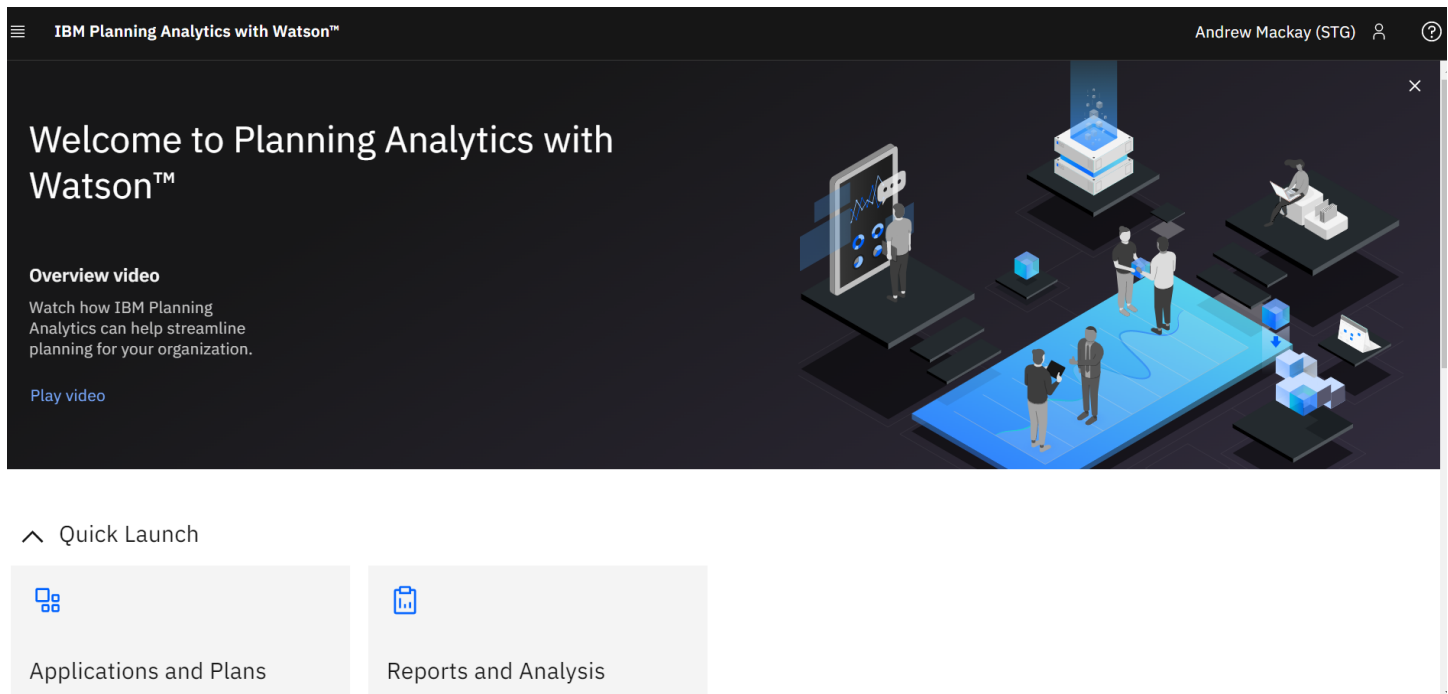 IBM Planning Analytics with Watson™
Andrew Mackay (STG)
Welcome to Planning Analytics with
Watson™
Overview video
Watch how IBM Planning
Analytics can help streamline
planning for your organization.
Play video
Quick Launch
Applications and Plans
Reports and Analysis